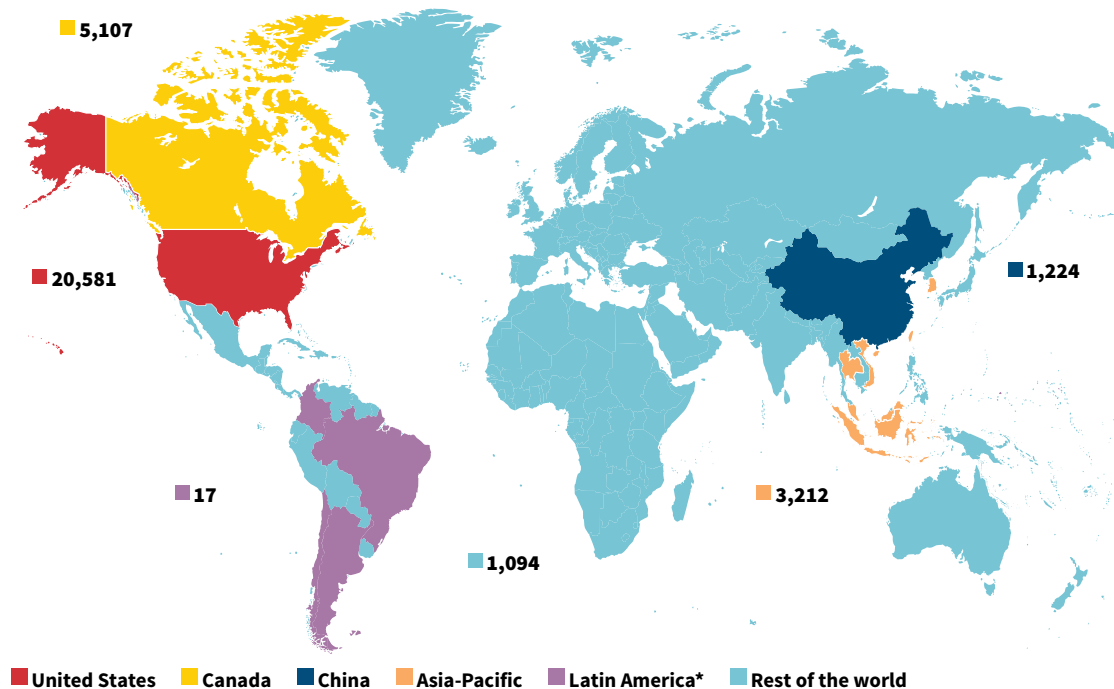 5,107
20,581
1,224
17
3,212
1,094
United States
Canada
China
Asia-Pacific
Latin America*
Rest of the world